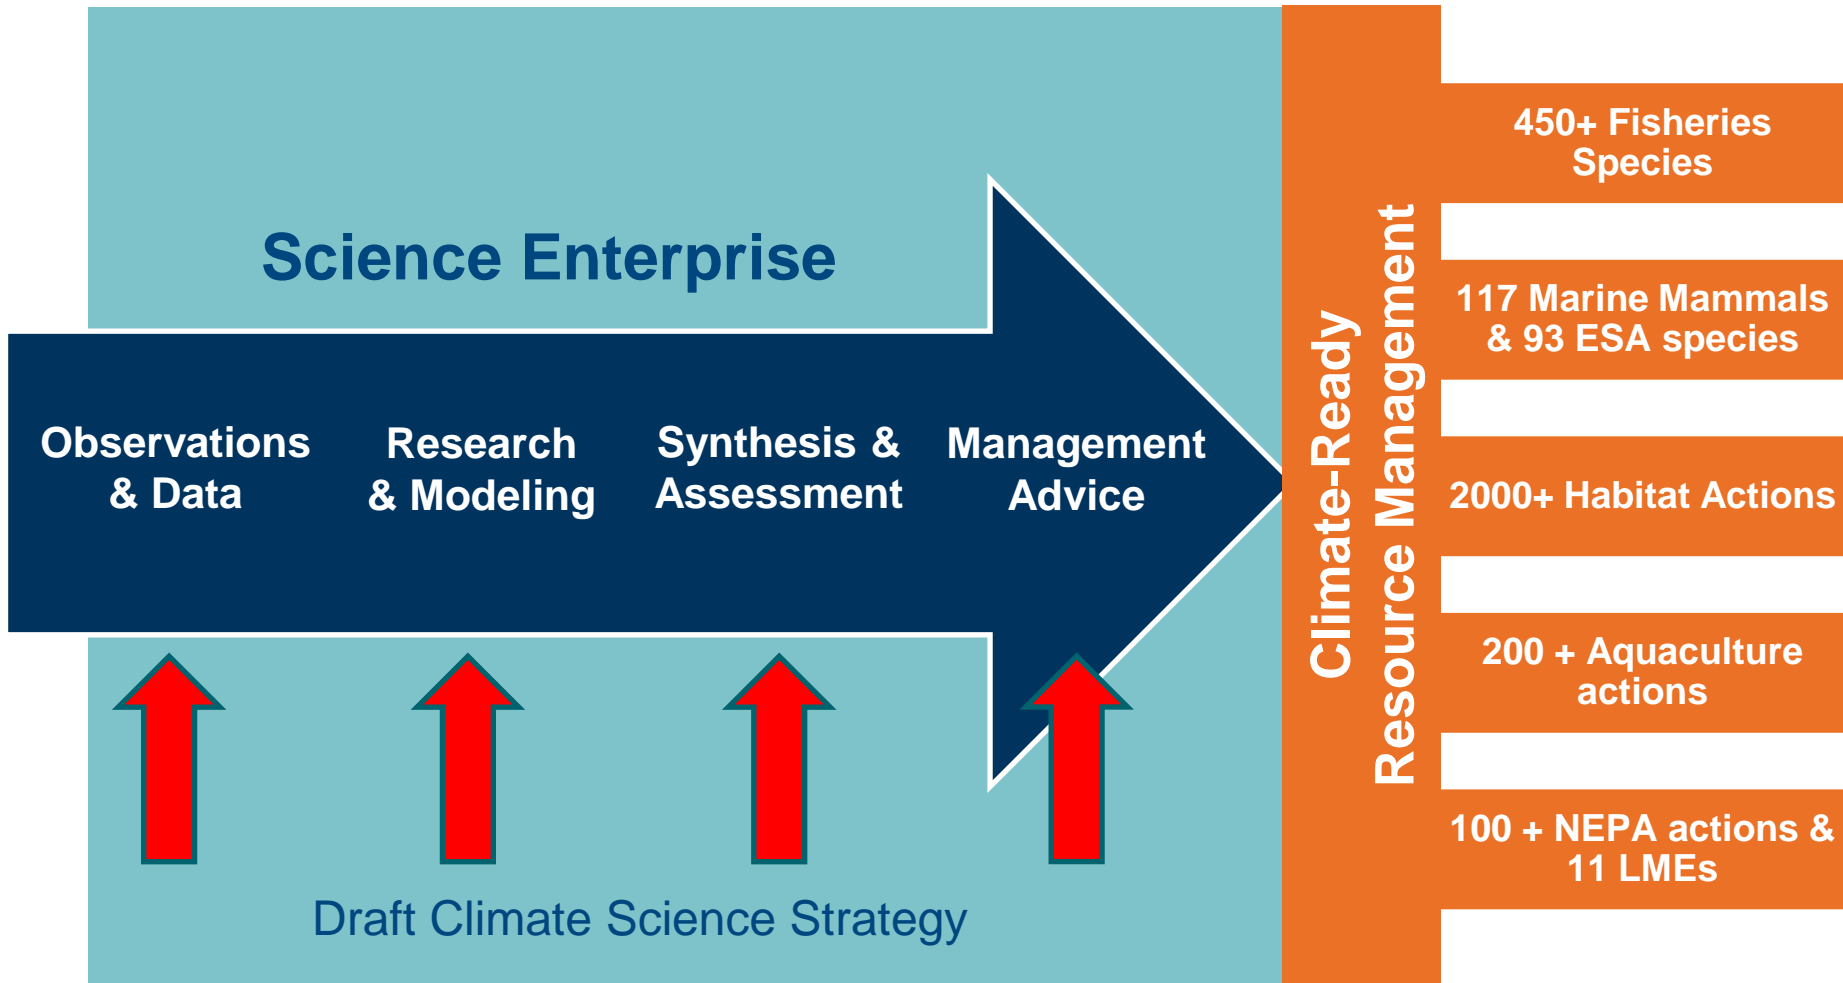 Science Enterprise
Observations
& Data
Research
& Modeling
Synthesis &
Assessment
Management
Advice
Draft Climate Science Strategy
Climate-Ready
Resource Management
450+ Fisheries
Species
117 Marine Mammals
& 93 ESA species
2000+ Habitat Actions
200 + Aquaculture
actions
100 + NEPA actions &
11 LMEs